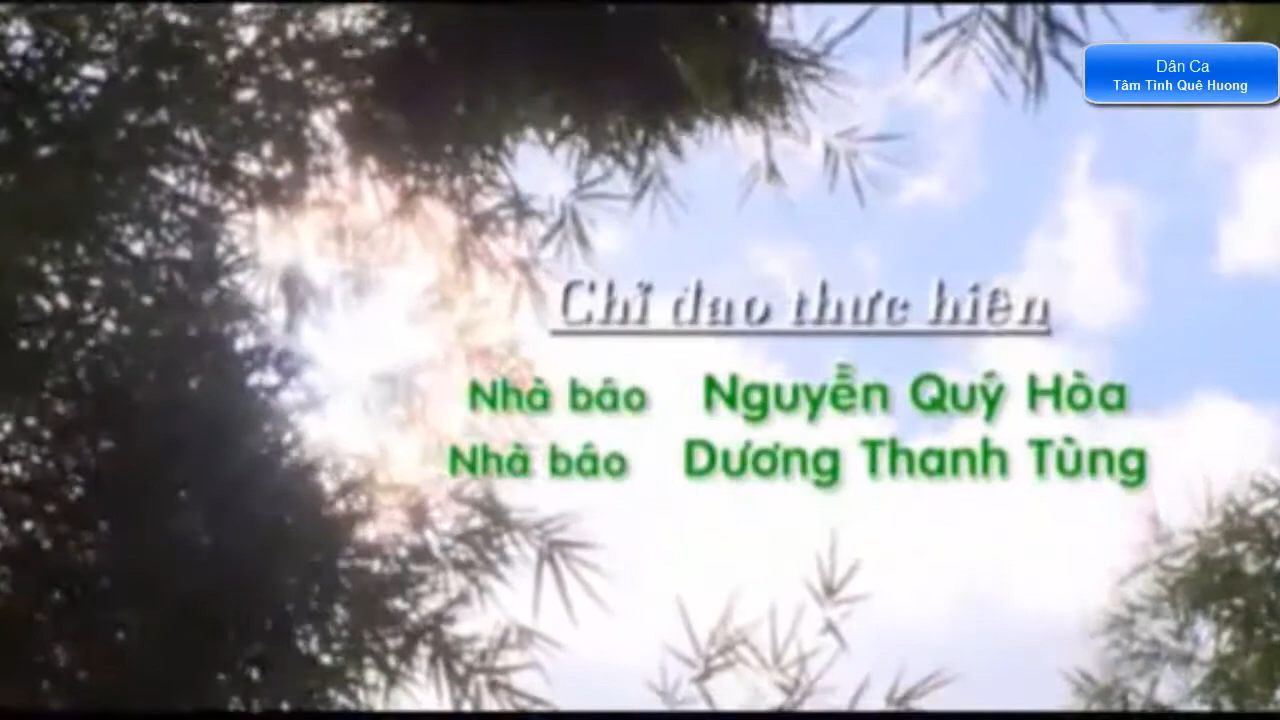 Dân Ca
Tâm Tình Quê Huong
Chỉ đạo thực hiện
Nhà báo Nguyễn Quý Hòa
Nhà báo Dương Thanh Tùng